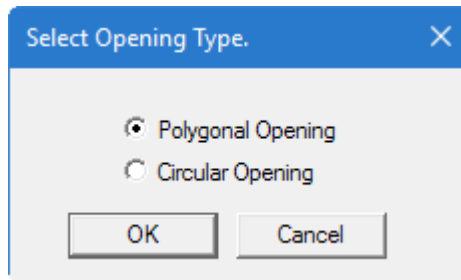 Select Opening Type.
Polygonal Opening
Circular Opening
OK Cancel